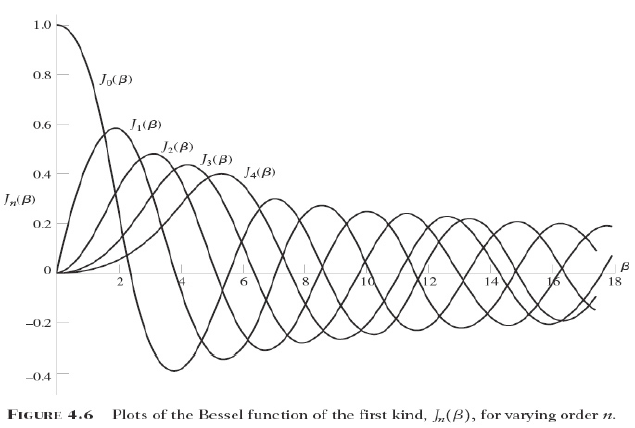 1.0
0.8
J₀(β)
0.6
J₁(β)
J₂(β)
J₃(β)
0.4
J₄(β)
Jₙ(β)
0.2
0
2 4 6 8 10 12 14 16 18
β
−0.2
−0.4
FIGURE 4.6 Plots of the Bessel function of the first kind, Jₙ(β), for varying order n.